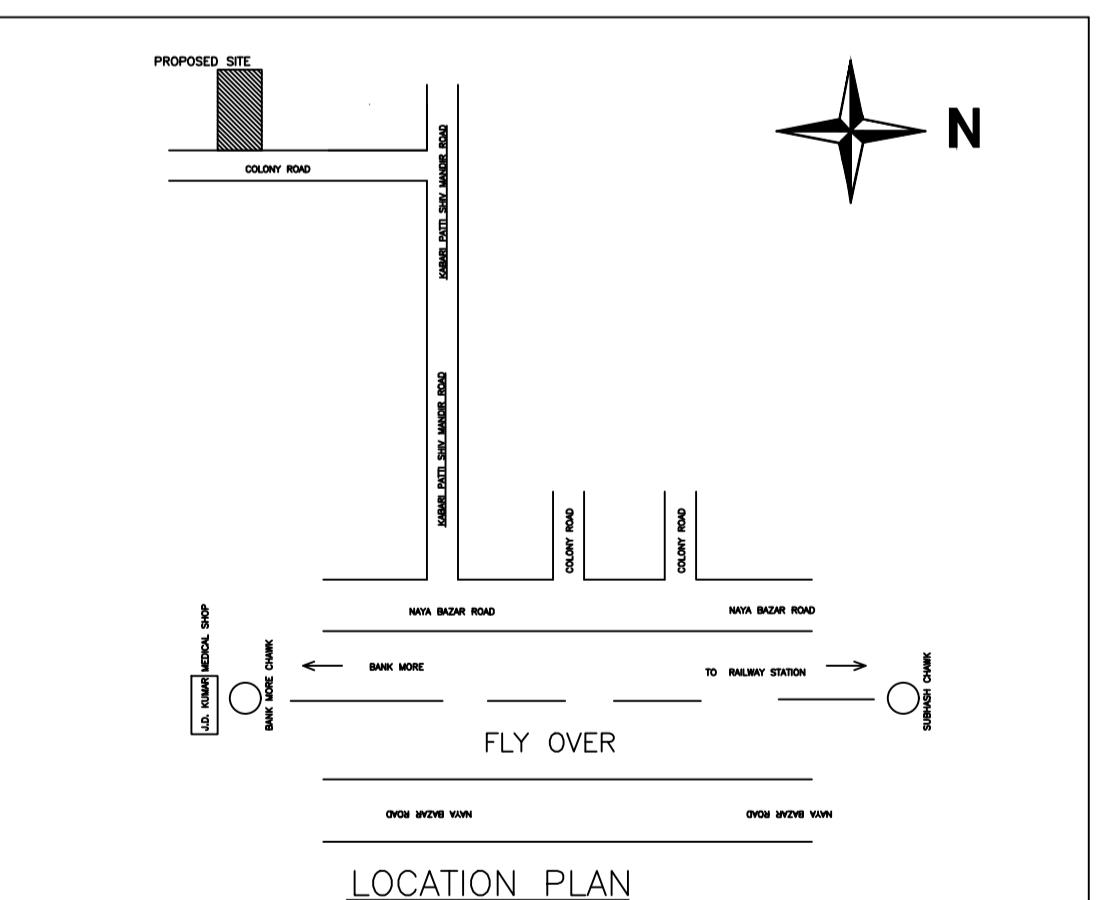 PROPOSED SITE
N
COLONY ROAD
KABARI PATTI SHIV MANDIR ROAD
KABARI PATTI SHIV MANDIR ROAD
COLONY ROAD
COLONY ROAD
NAYA BAZAR ROAD
NAYA BAZAR ROAD
J.D. KUMAR MEDICAL SHOP
BANK MORE CHAWK
BANK MORE
TO RAILWAY STATION
SUBHASH CHAWK
FLY OVER
NAYA BAZAR ROAD
NAYA BAZAR ROAD
LOCATION PLAN